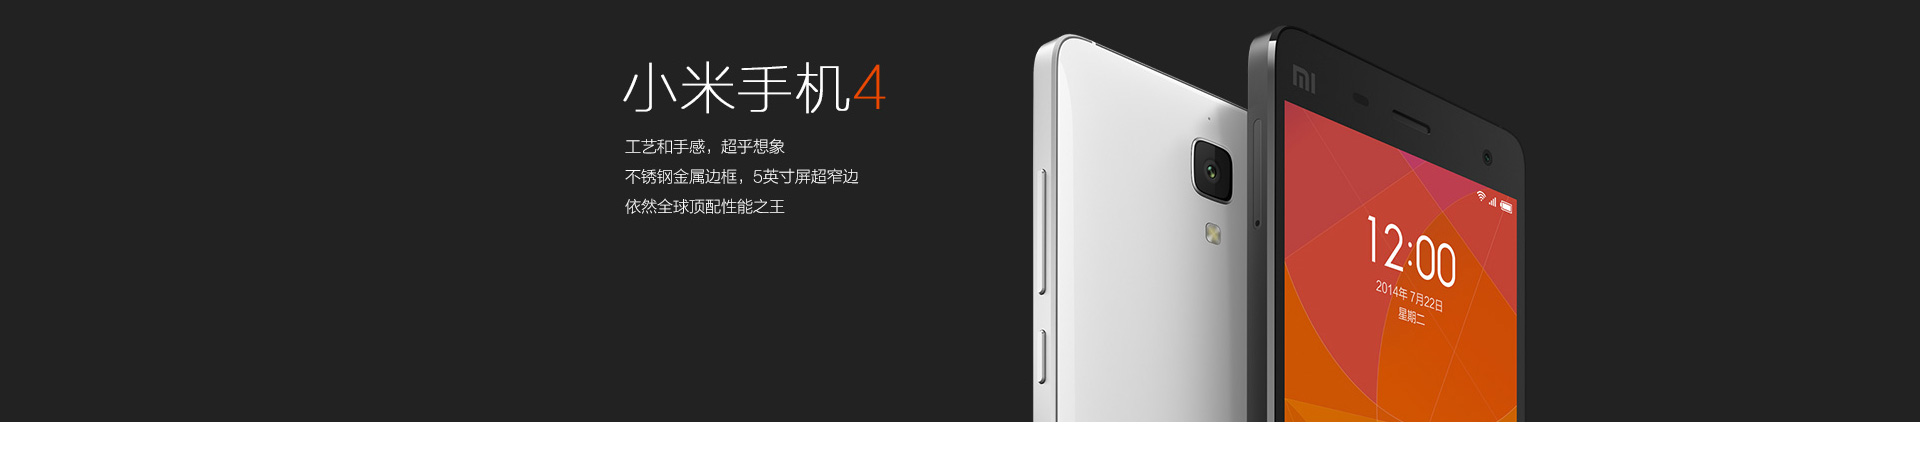 小米手机4
工艺和手感，超乎想象
不锈钢金属边框，5英寸屏超窄边
依然全球顶配性能之王
MI
12:00
2014年 7月22日
星期二